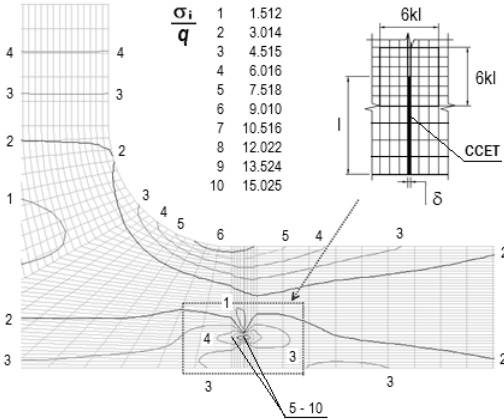 σi/q
1 1.512
2 3.014
3 4.515
4 6.016
5 7.518
6 9.010
7 10.516
8 12.022
9 13.524
10 15.025
6kl
6kl
l
CCET
δ
4 4
3 3
2 2
1
3
4
5
6 5 4 3 2
1
2
4 3 2
3 3
3
5 - 10